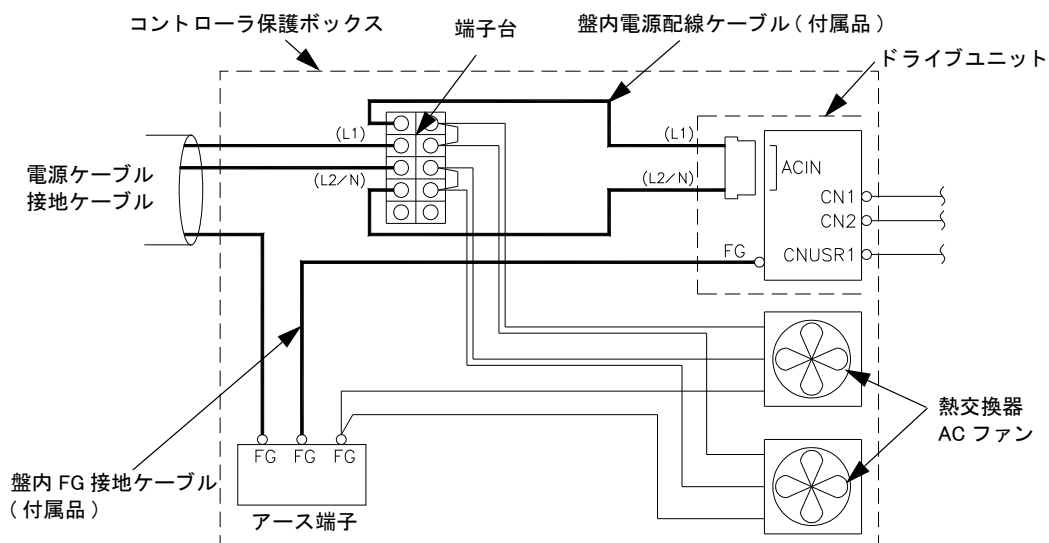 コントローラ保護ボックス
端子台
盤内電源配線ケーブル(付属品)
ドライブユニット
(L1)
(L1)
電源ケーブル
接地ケーブル
(L2/N)
(L2/N)
ACIN
CN1
CN2
FG
CNUSR1
熱交換器
ACファン
FG
FG
FG
盤内FG接地ケーブル
(付属品)
アース端子